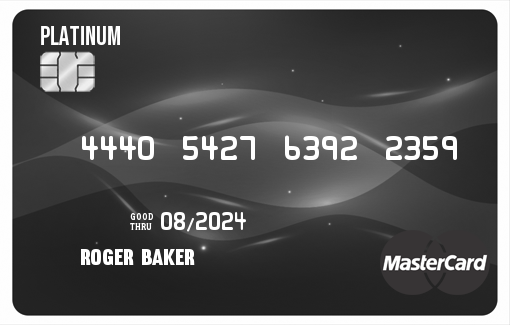 PLATINUM
4440 5427 6392 2359
GOOD THRU 08/2024
ROGER BAKER
MasterCard